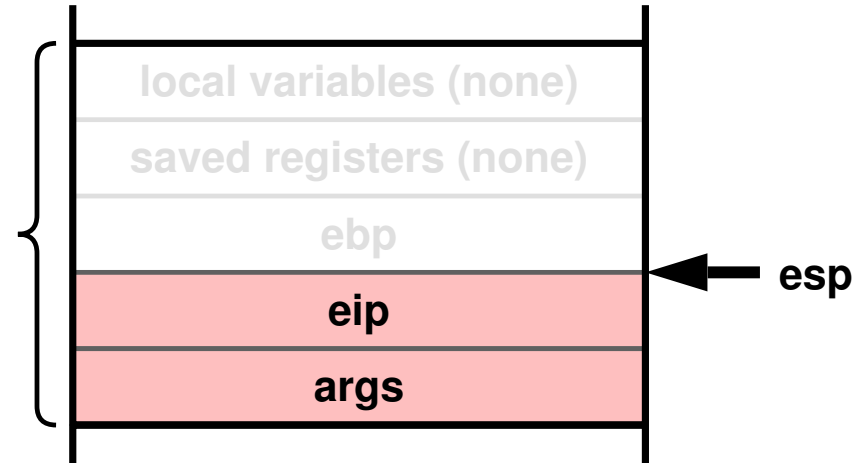 local variables (none)
saved registers (none)
ebp
esp
eip
args